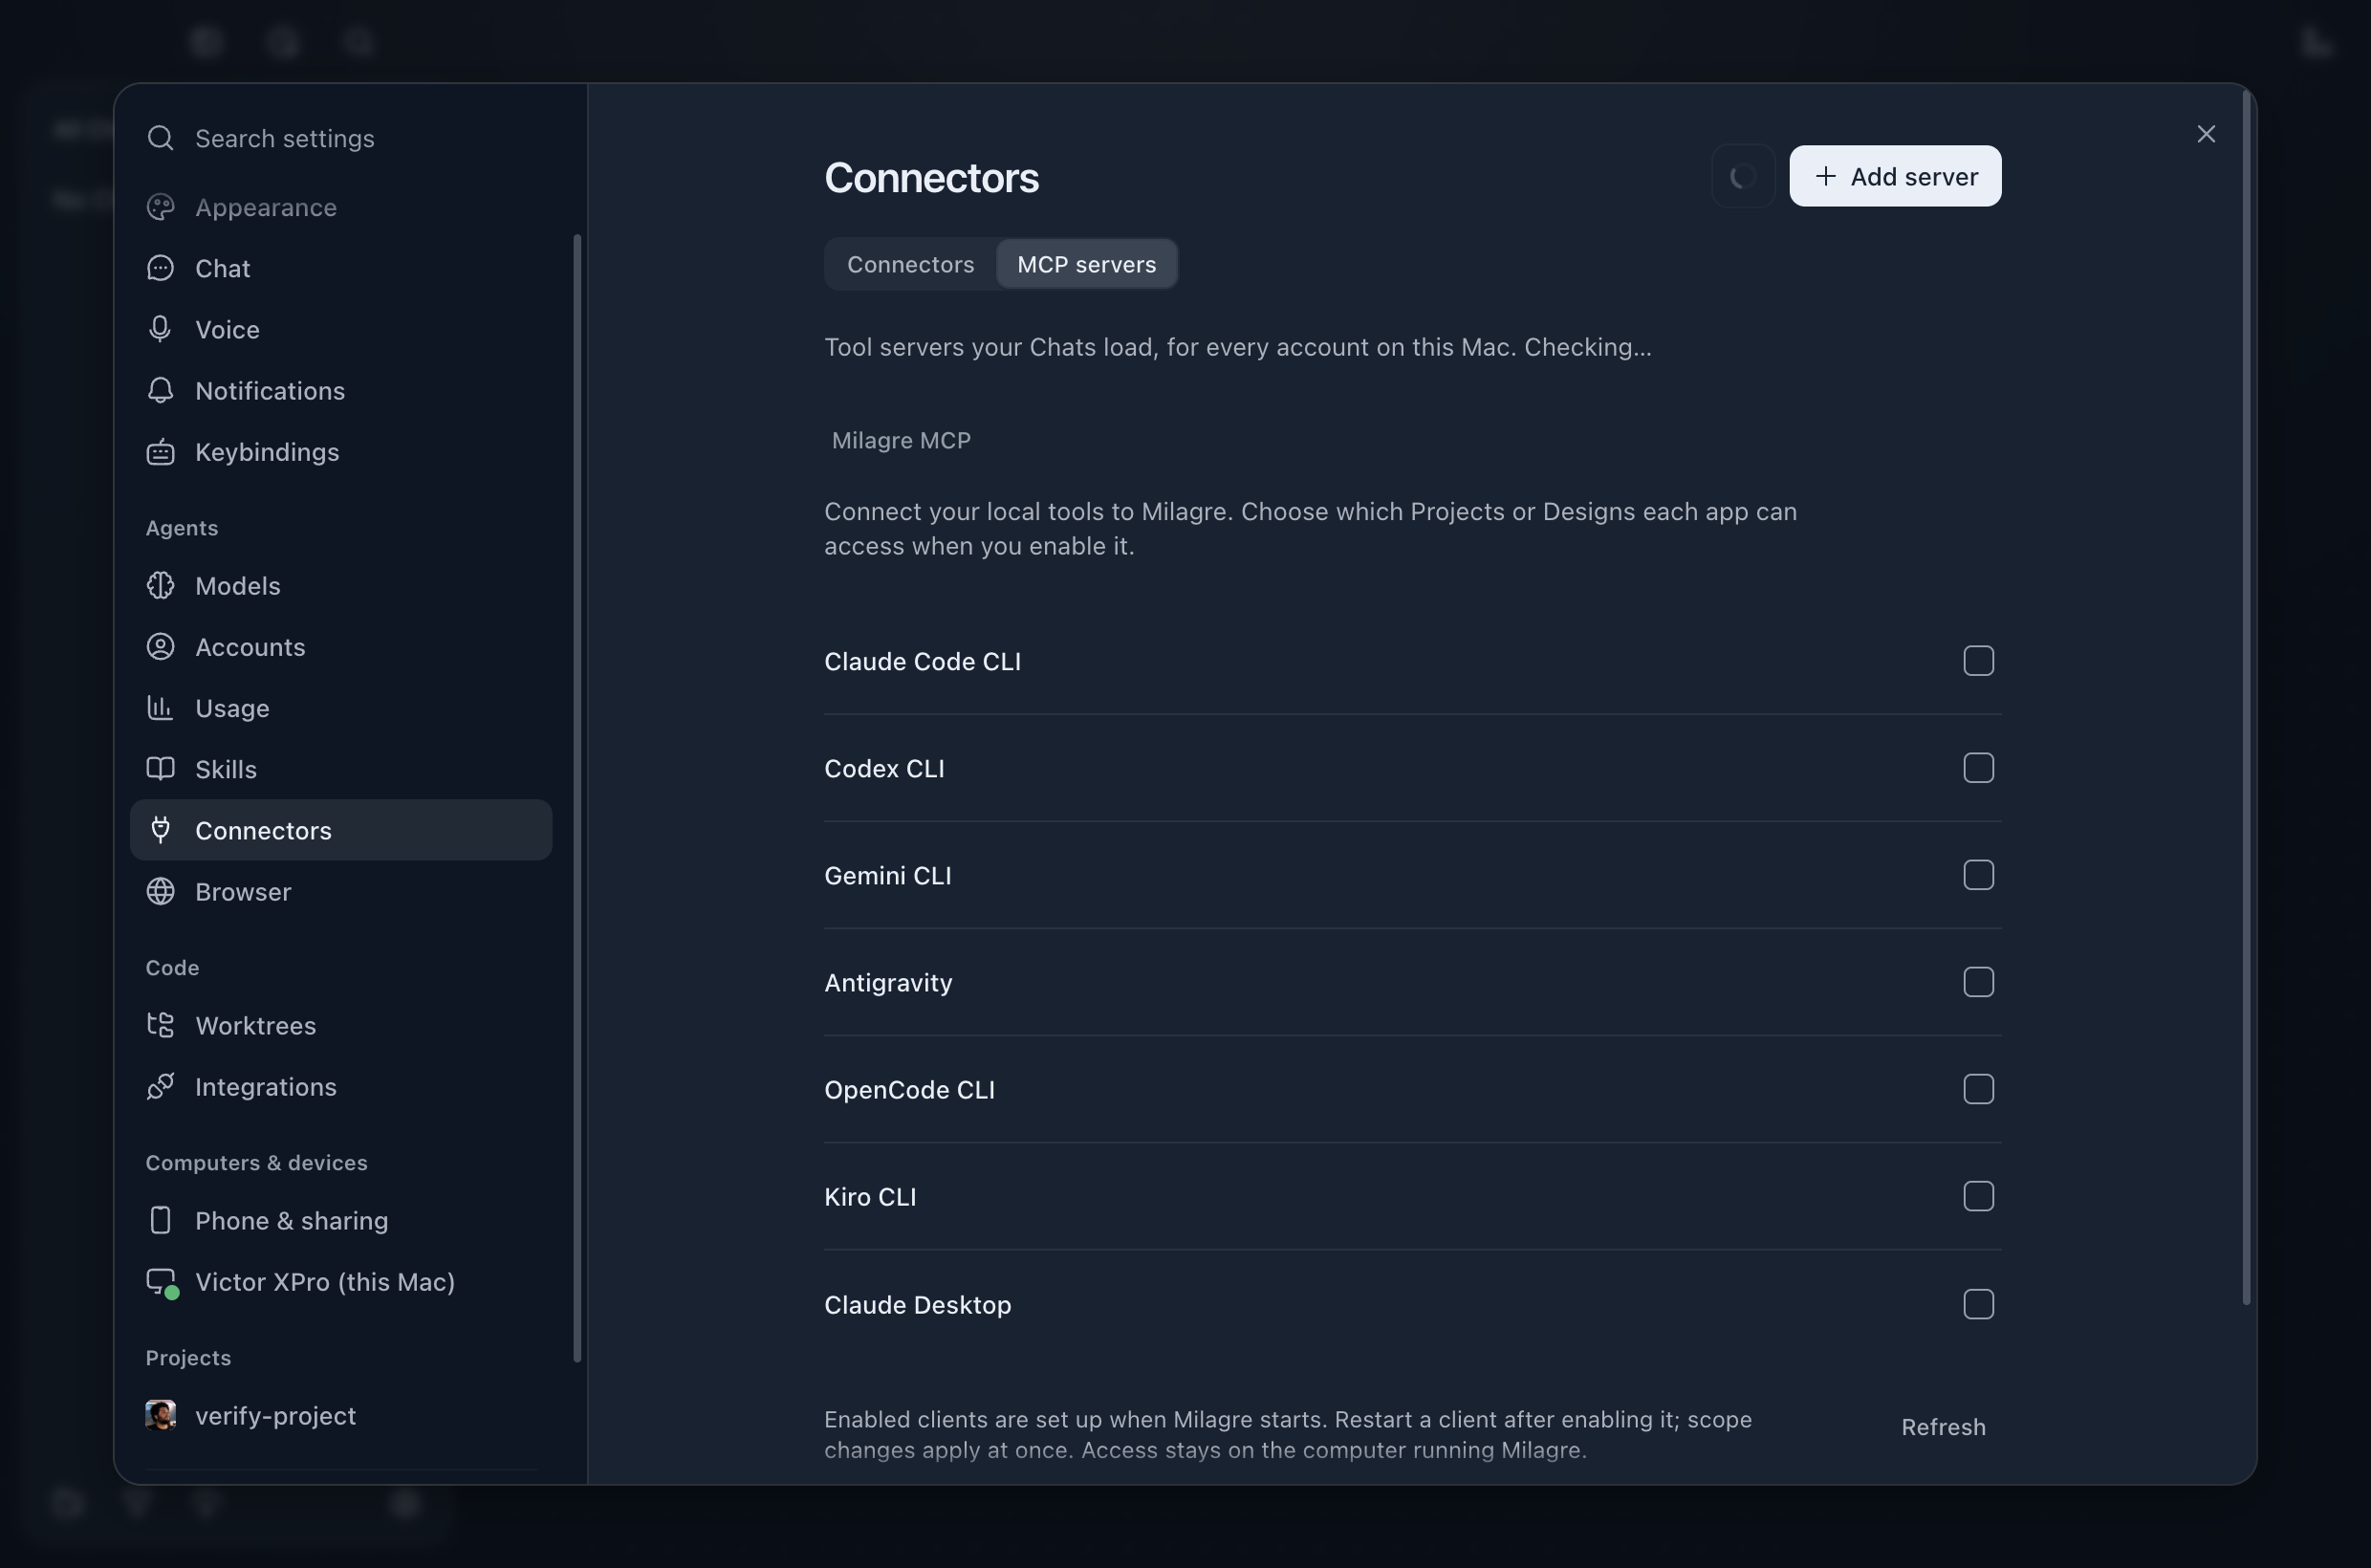 Search settings
Appearance
Chat
Voice
Notifications
Keybindings
Agents
Models
Accounts
Usage
Skills
Connectors
Browser
Code
Worktrees
Integrations
Computers & devices
Phone & sharing
Victor XPro (this Mac)
Projects
verify-project
Connectors
Add server
Connectors
MCP servers
Tool servers your Chats load, for every account on this Mac. Checking...
Milagre MCP
Connect your local tools to Milagre. Choose which Projects or Designs each app can
access when you enable it.
Claude Code CLI
Codex CLI
Gemini CLI
Antigravity
OpenCode CLI
Kiro CLI
Claude Desktop
Enabled clients are set up when Milagre starts. Restart a client after enabling it; scope
changes apply at once. Access stays on the computer running Milagre.
Refresh